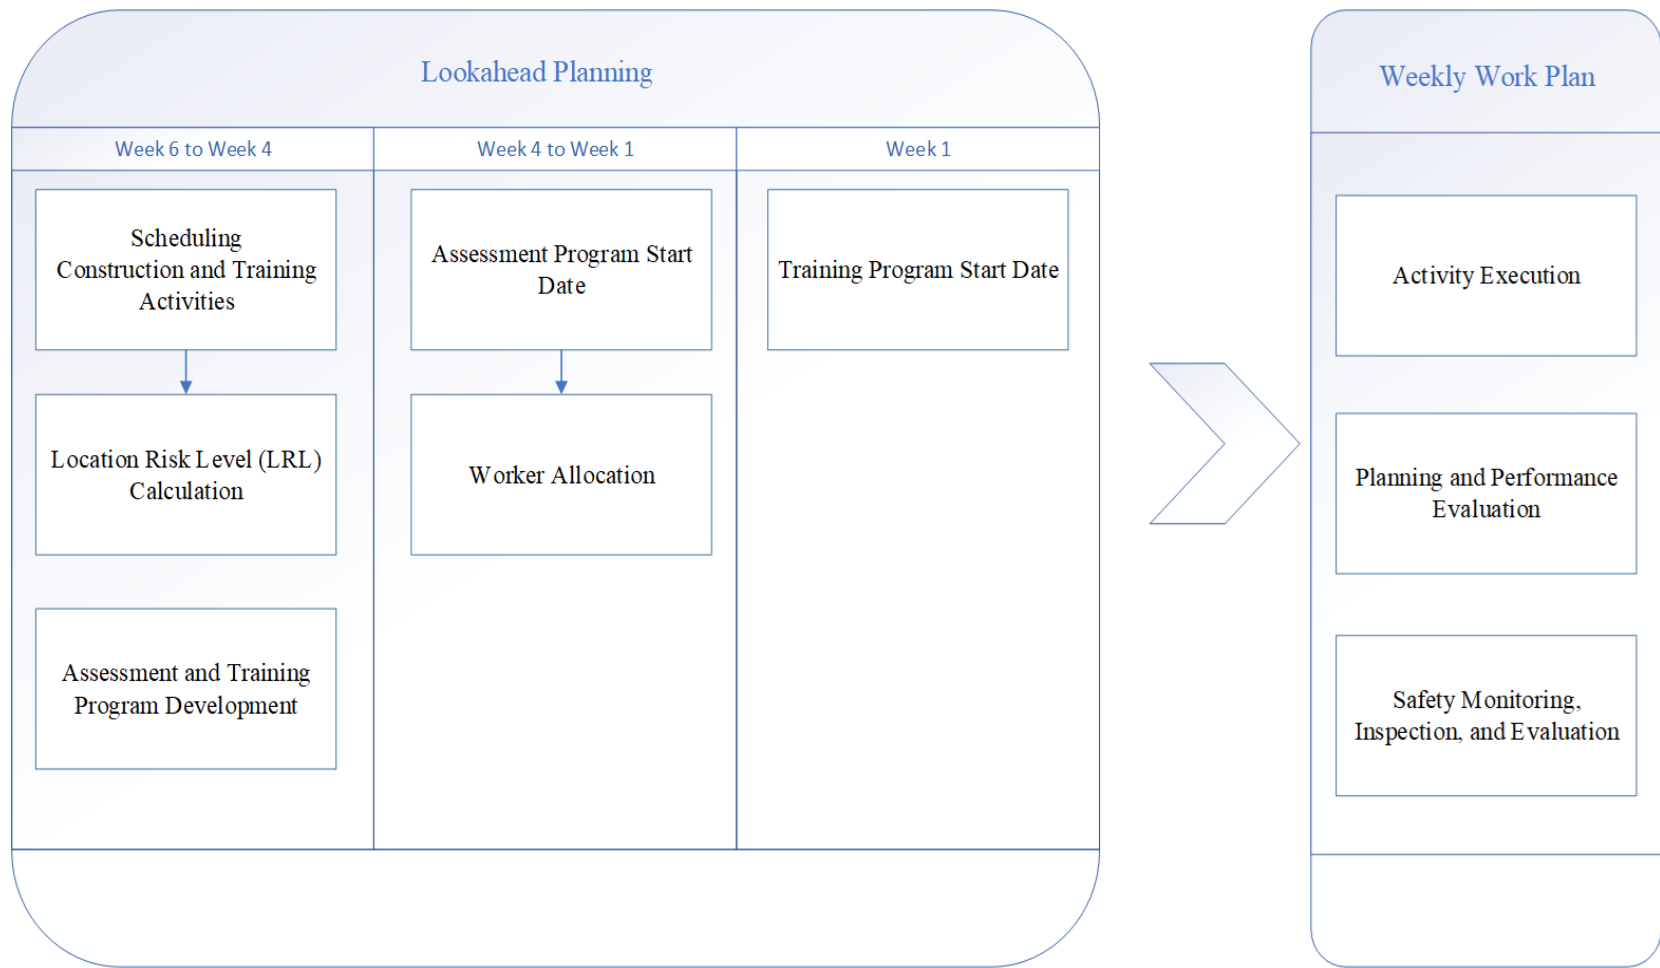 Lookahead Planning
Week 6 to Week 4
Scheduling
Construction and Training
Activities
Location Risk Level (LRL)
Calculation
Assessment and Training
Program Development
Week 4 to Week 1
Assessment Program Start
Date
Worker Allocation
Week 1
Training Program Start Date
Weekly Work Plan
Activity Execution
Planning and Performance
Evaluation
Safety Monitoring,
Inspection, and Evaluation